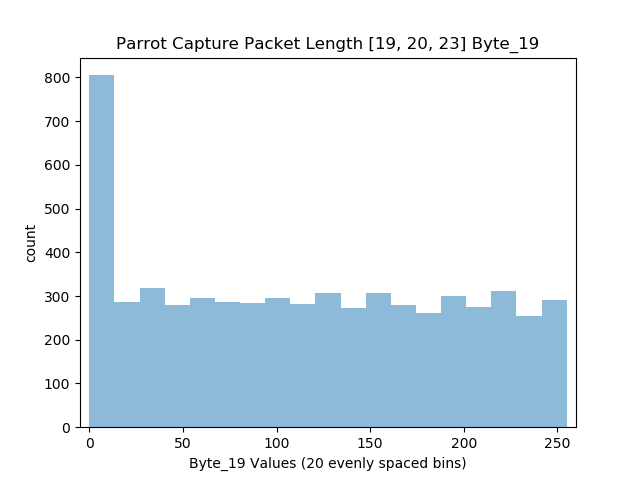 Parrot Capture Packet Length [19, 20, 23] Byte_19
800
700
600
500
400
300
200
100
0
count
0 50 100 150 200 250
Byte_19 Values (20 evenly spaced bins)